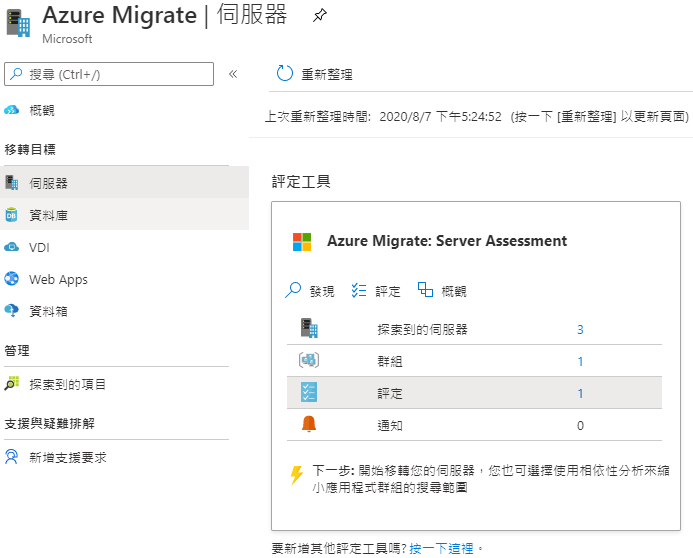 Azure Migrate | 伺服器
Microsoft
搜尋 (Ctrl+/)
«
概觀
移轉目標
伺服器
資料庫
VDI
Web Apps
資料箱
管理
探索到的項目
支援與疑難排解
新增支援要求
重新整理
上次重新整理時間: 2020/8/7 下午5:24:52 (按一下 [重新整理] 以更新頁面)
評定工具
Azure Migrate: Server Assessment
發現 評定 概觀
探索到的伺服器 3
群組 1
評定 1
通知 0
下一步: 開始移轉您的伺服器，您也可選擇使用相依性分析來縮
小應用程式群組的搜尋範圍
要新增其他評定工具嗎? 按一下這裡。